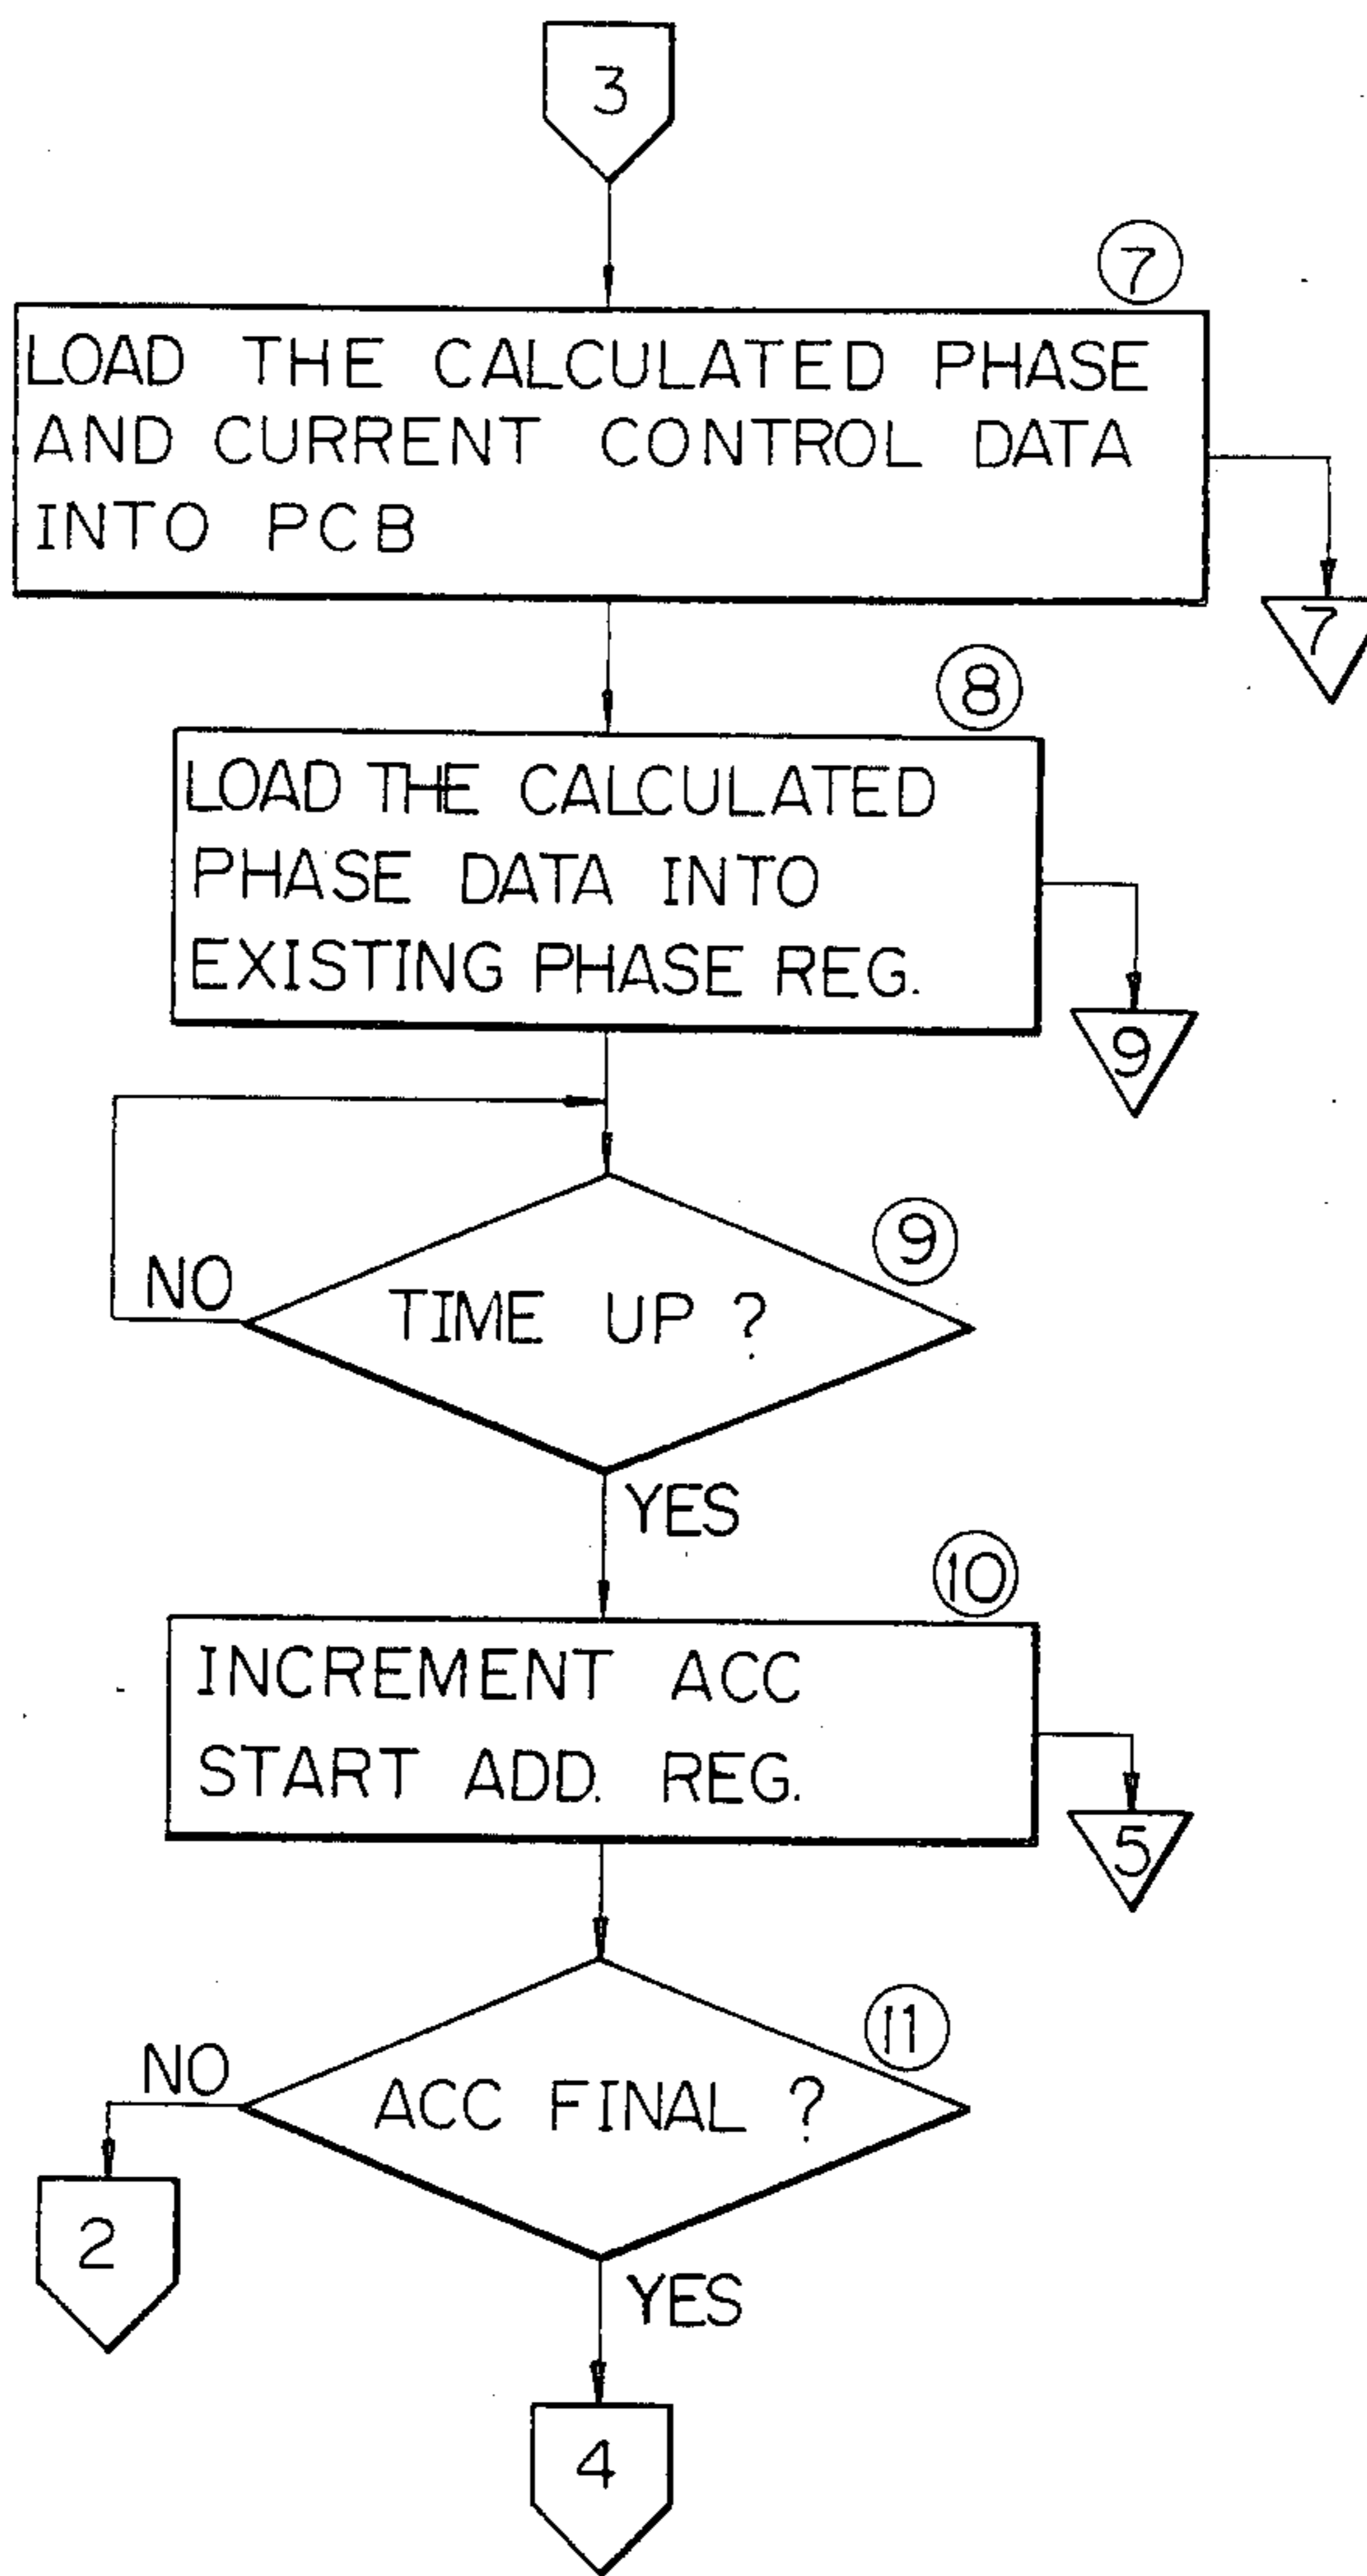 3
7
LOAD THE CALCULATED PHASE
AND CURRENT CONTROL DATA
INTO PCB
7
8
LOAD THE CALCULATED
PHASE DATA INTO
EXISTING PHASE REG.
9
9
NO
TIME UP ?
YES
10
INCREMENT ACC
START ADD. REG.
5
11
NO
ACC FINAL ?
2
YES
4